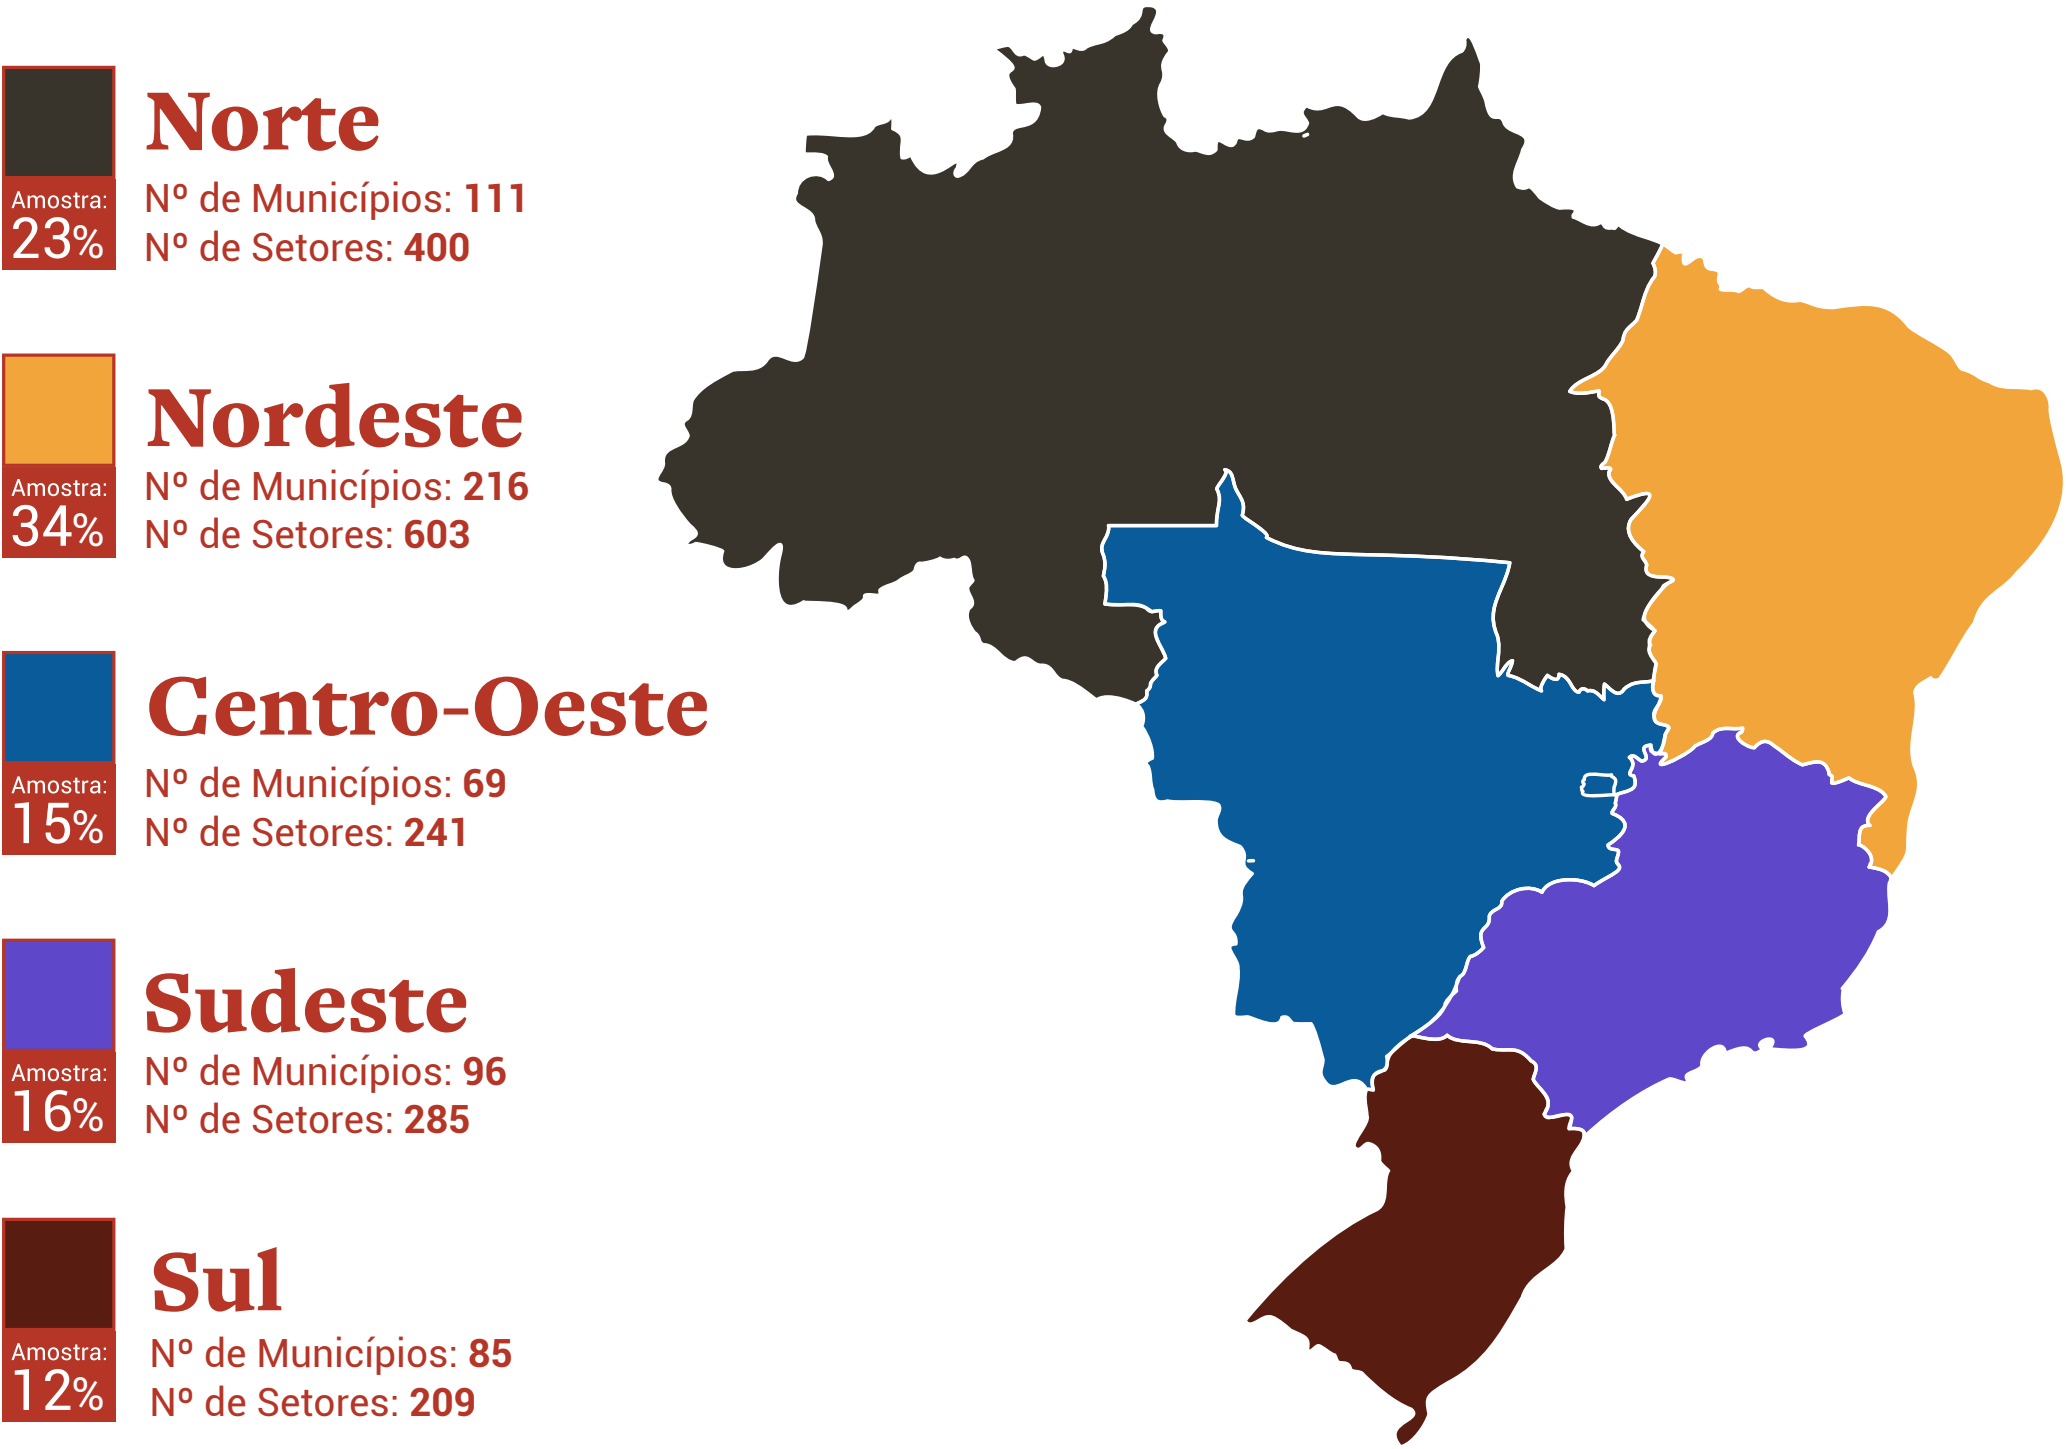 Norte
Nº de Municípios: 111
Nº de Setores: 400
Amostra:
23%
Nordeste
Nº de Municípios: 216
Nº de Setores: 603
Amostra:
34%
Centro-Oeste
Nº de Municípios: 69
Nº de Setores: 241
Amostra:
15%
Sudeste
Nº de Municípios: 96
Nº de Setores: 285
Amostra:
16%
Sul
Nº de Municípios: 85
Nº de Setores: 209
Amostra:
12%